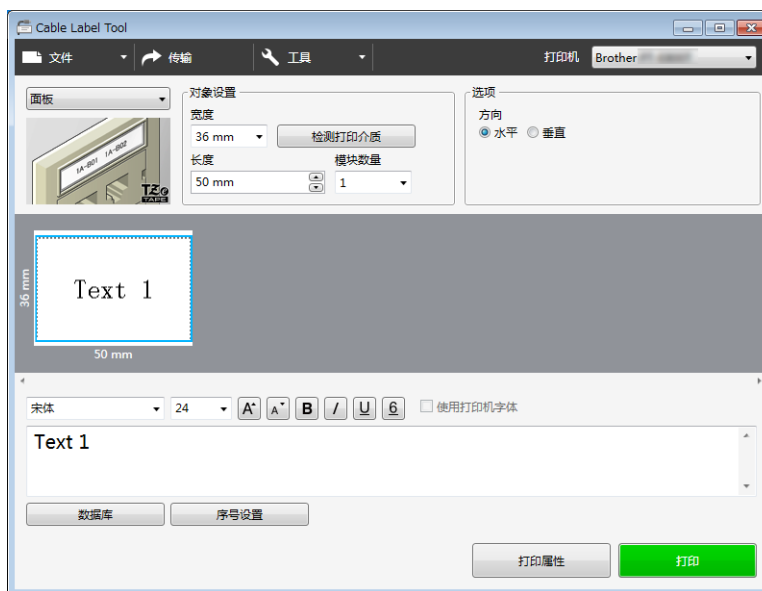 Cable Label Tool
文件 传输 工具 打印机 Brother
面板
1A-B01 1A-B02
TZe
TAPE
对象设置
宽度
36 mm 检测打印介质
长度 模块数量
50 mm 1
选项
方向
水平 垂直
36 mm
Text 1
50 mm
宋体 24 A A B I U 6 使用打印机字体
Text 1
数据库 序号设置
打印属性 打印